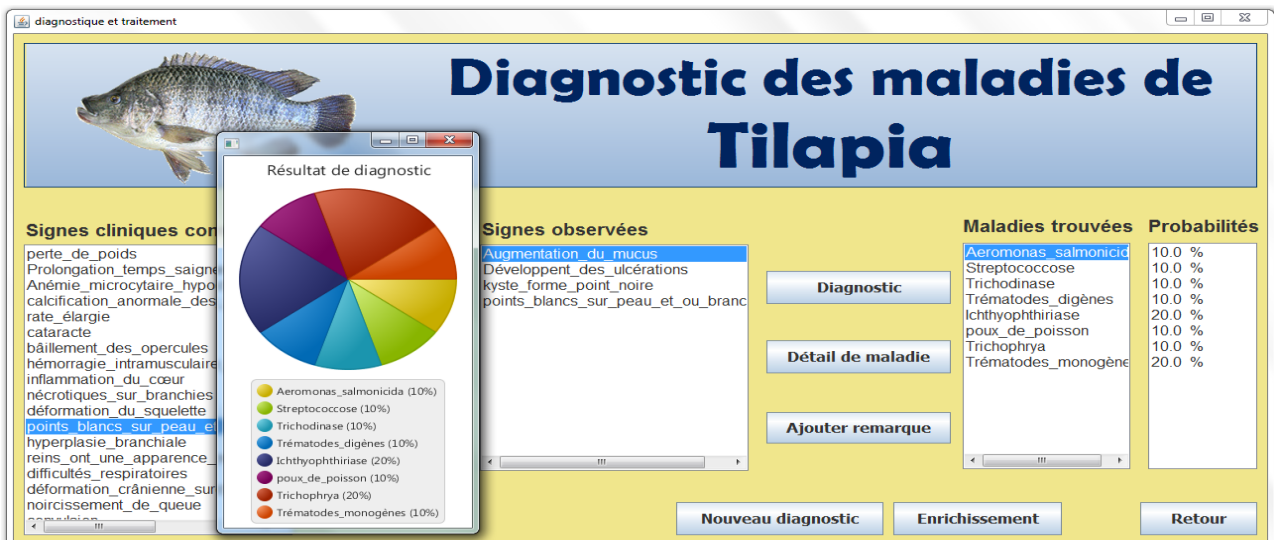 diagnostique et traitement
Diagnostic des maladies de
Tilapia
Résultat de diagnostic
Aeromonas_salmonicida (10%)
Streptococcose (10%)
Trichodinase (10%)
Trématodes_digènes (10%)
Ichthyophthiriase (20%)
poux_de_poisson (10%)
Trichophrya (20%)
Trématodes_monogènes (10%)
Signes cliniques con
perte_de_poids
Prolongation_temps_saigne
Anémie_microcytaire_hypo
calcification_anormale_des
rate_élargie
cataracte
bâillement_des_opercules
hémorragie_intramusculaire
inflammation_du_cœur
nécrotiques_sur_branchies
déformation_du_squelette
points_blancs_sur_peau_et
hyperplasie_branchiale
reins_ont_une_apparence_
difficultés_respiratoires
déformation_crânienne_sur
noircissement_de_queue
Signes observées
Augmentation_du_mucus
Développent_des_ulcérations
kyste_forme_point_noire
points_blancs_sur_peau_et_ou_branc
Diagnostic
Détail de maladie
Ajouter remarque
Maladies trouvées
Aeromonas_salmonicid
Streptococcose
Trichodinase
Trématodes_digènes
Ichthyophthiriase
poux_de_poisson
Trichophrya
Trématodes_monogène
Probabilités
10.0 %
10.0 %
10.0 %
10.0 %
20.0 %
10.0 %
10.0 %
20.0 %
Nouveau diagnostic
Enrichissement
Retour